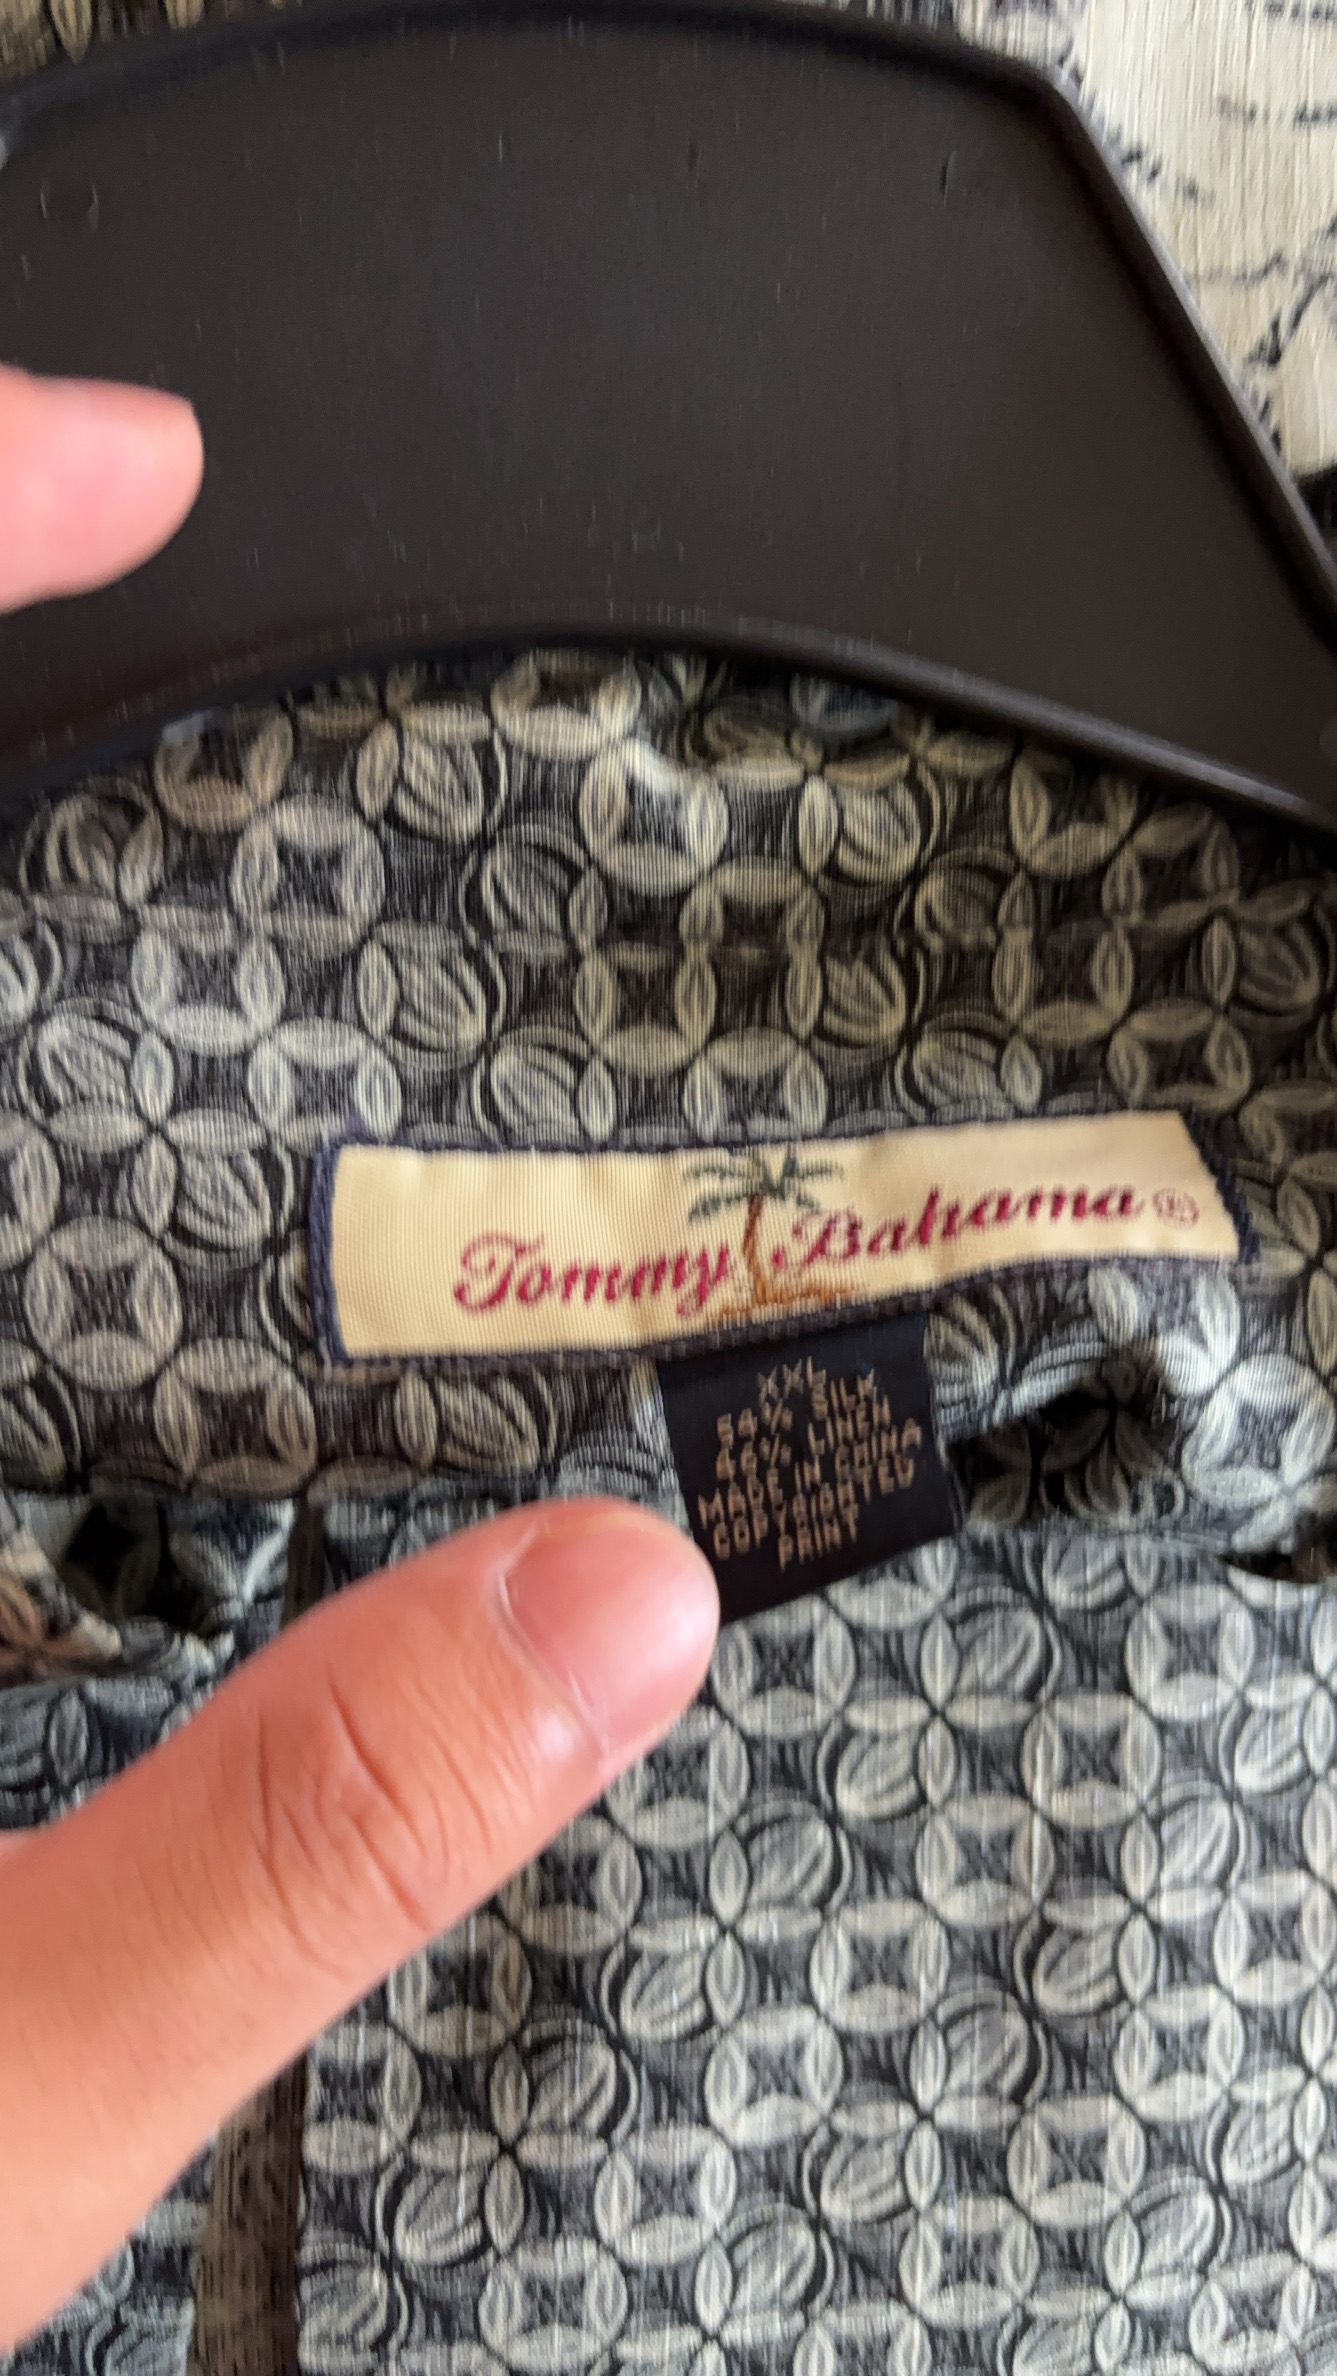 Tommy Bahama®
XXL
54% SILK
46% LINEN
MADE IN CHINA
COPYRIGHTED
PRINT